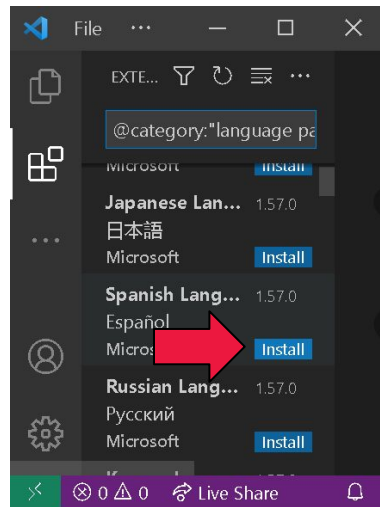 File ···
EXTE...
@category:"language pa
Microsoft Install
Japanese Lan... 1.57.0
日本語
Microsoft Install
Spanish Lang... 1.57.0
Español
Micros Install
Russian Lang... 1.57.0
Русский
Microsoft Install
0 0 Live Share